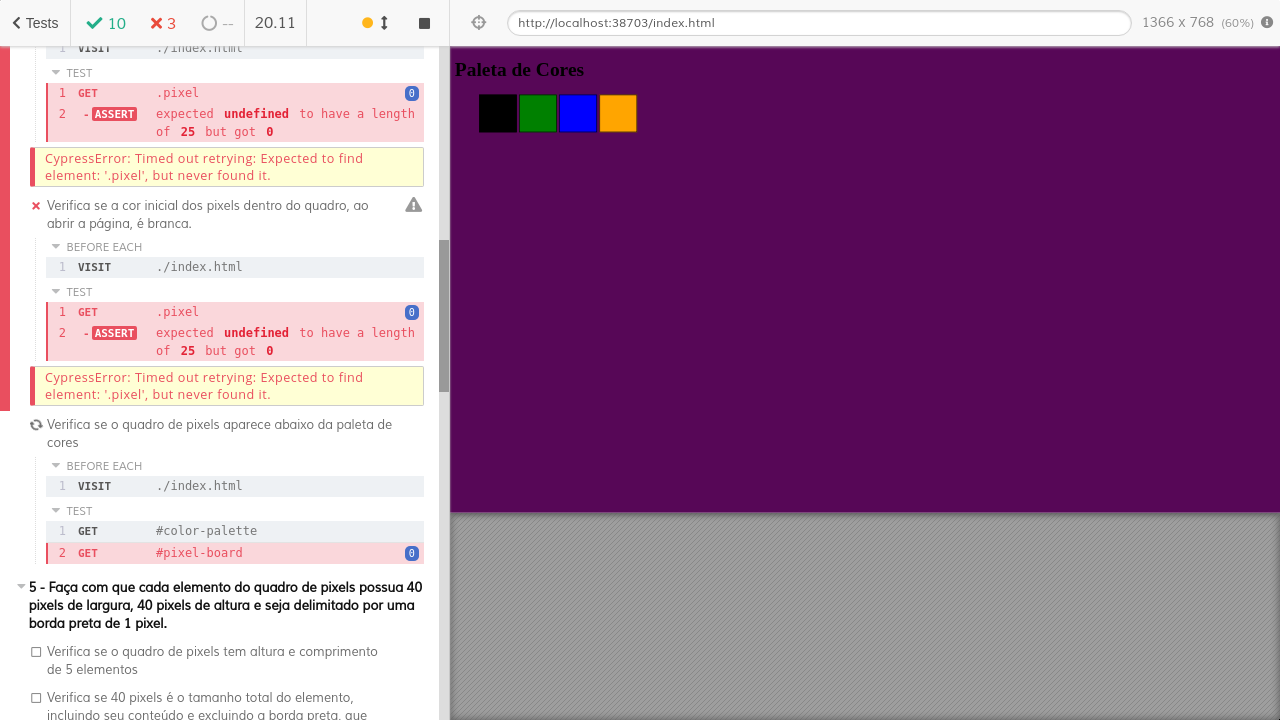 Tests 10 3 -- 20.11
http://localhost:38703/index.html 1366 x 768 (60%)
1 VISIT ./index.html
TEST
1 GET .pixel 0
2 -ASSERT expected undefined to have a length
of 25 but got 0
CypressError: Timed out retrying: Expected to find
element: '.pixel', but never found it.
Verifica se a cor inicial dos pixels dentro do quadro, ao
abrir a página, é branca.
BEFORE EACH
1 VISIT ./index.html
TEST
1 GET .pixel 0
2 -ASSERT expected undefined to have a length
of 25 but got 0
CypressError: Timed out retrying: Expected to find
element: '.pixel', but never found it.
Verifica se o quadro de pixels aparece abaixo da paleta de
cores
BEFORE EACH
1 VISIT ./index.html
TEST
1 GET #color-palette
2 GET #pixel-board 0
5 - Faça com que cada elemento do quadro de pixels possua 40
pixels de largura, 40 pixels de altura e seja delimitado por uma
borda preta de 1 pixel.
Verifica se o quadro de pixels tem altura e comprimento
de 5 elementos
Verifica se 40 pixels é o tamanho total do elemento,
incluindo seu conteúdo e excluindo a borda preta, que
Paleta de Cores